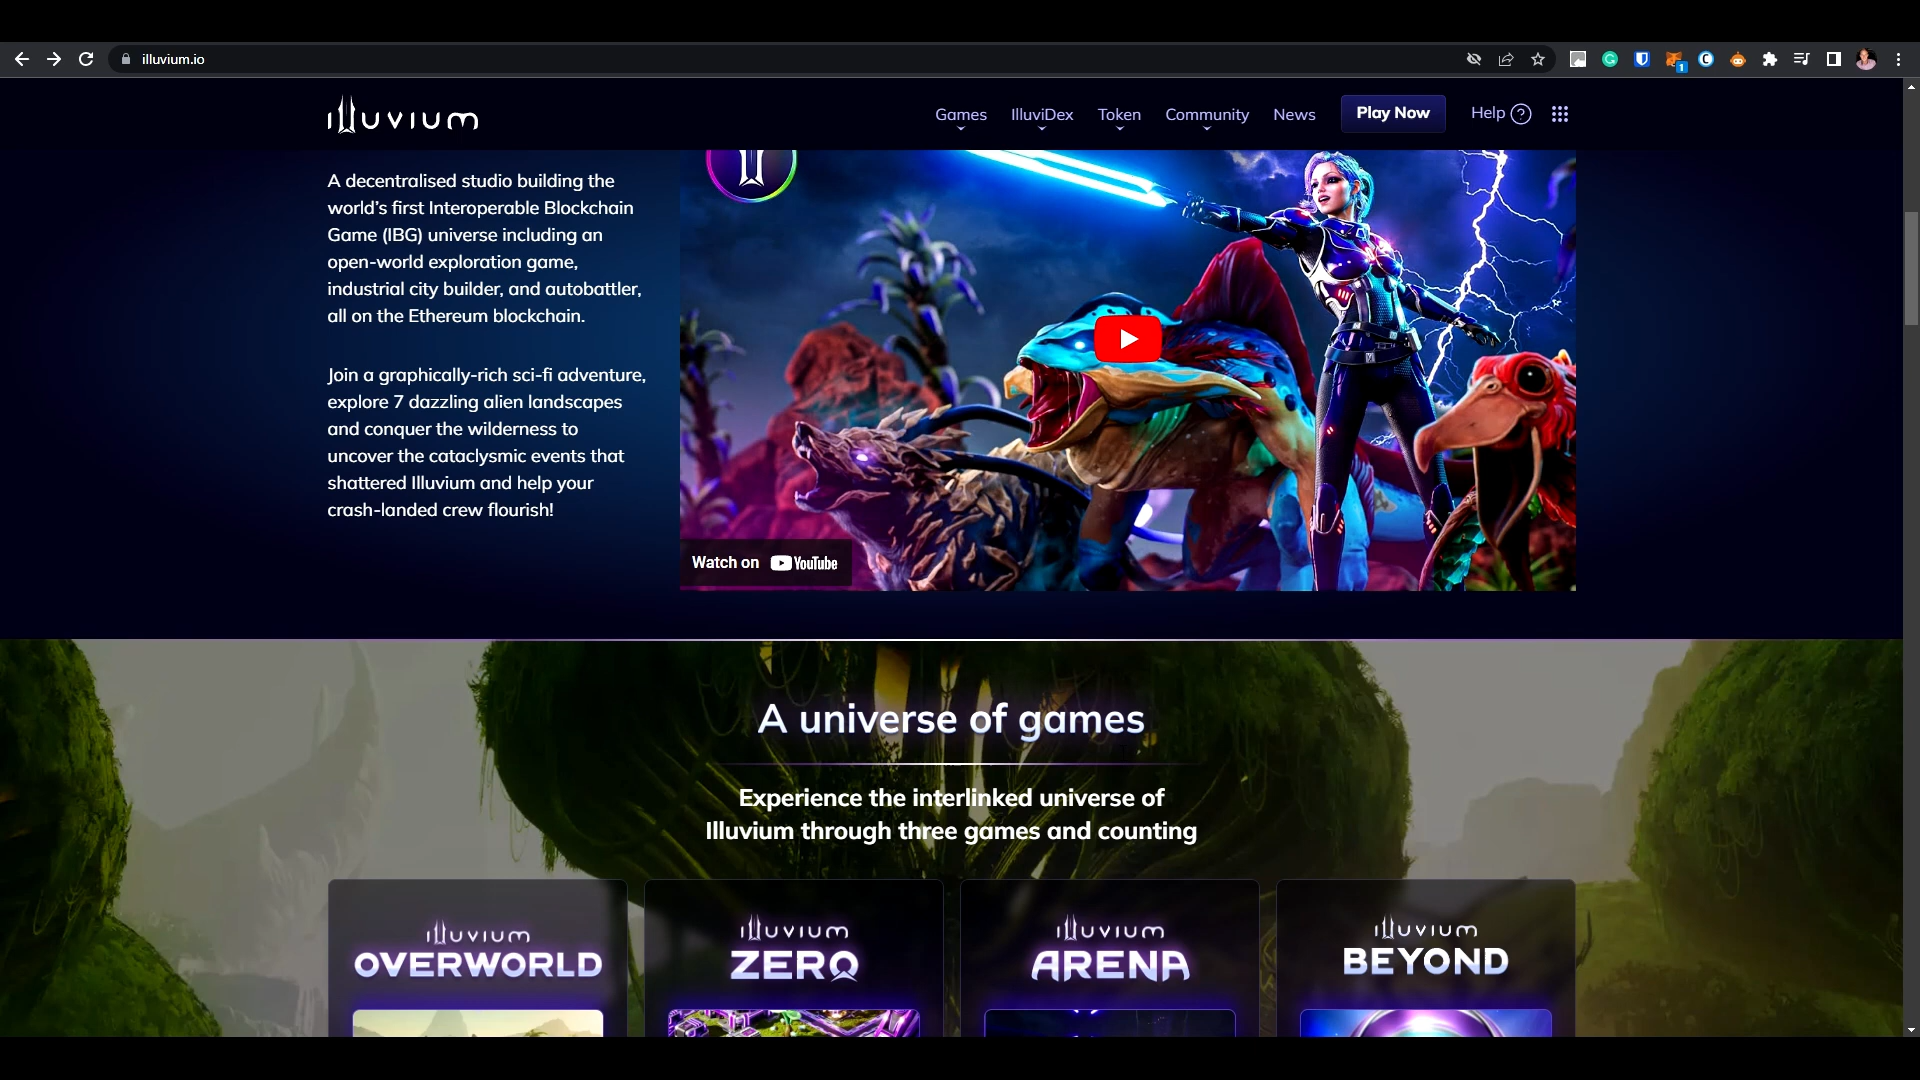 illuvium.io
1
illuvium
Games
IlluviDex
Token
Community
News
Play Now
Help ?
A decentralised studio building the
world's first Interoperable Blockchain
Game (IBG) universe including an
open-world exploration game,
industrial city builder, and autobattler,
all on the Ethereum blockchain.
Join a graphically-rich sci-fi adventure,
explore 7 dazzling alien landscapes
and conquer the wilderness to
uncover the cataclysmic events that
shattered Illuvium and help your
crash-landed crew flourish!
Watch on YouTube
A universe of games
Experience the interlinked universe of
Illuvium through three games and counting
illuvium
OVERWORLD
illuvium
ZERO
illuvium
ARENA
illuvium
BEYOND